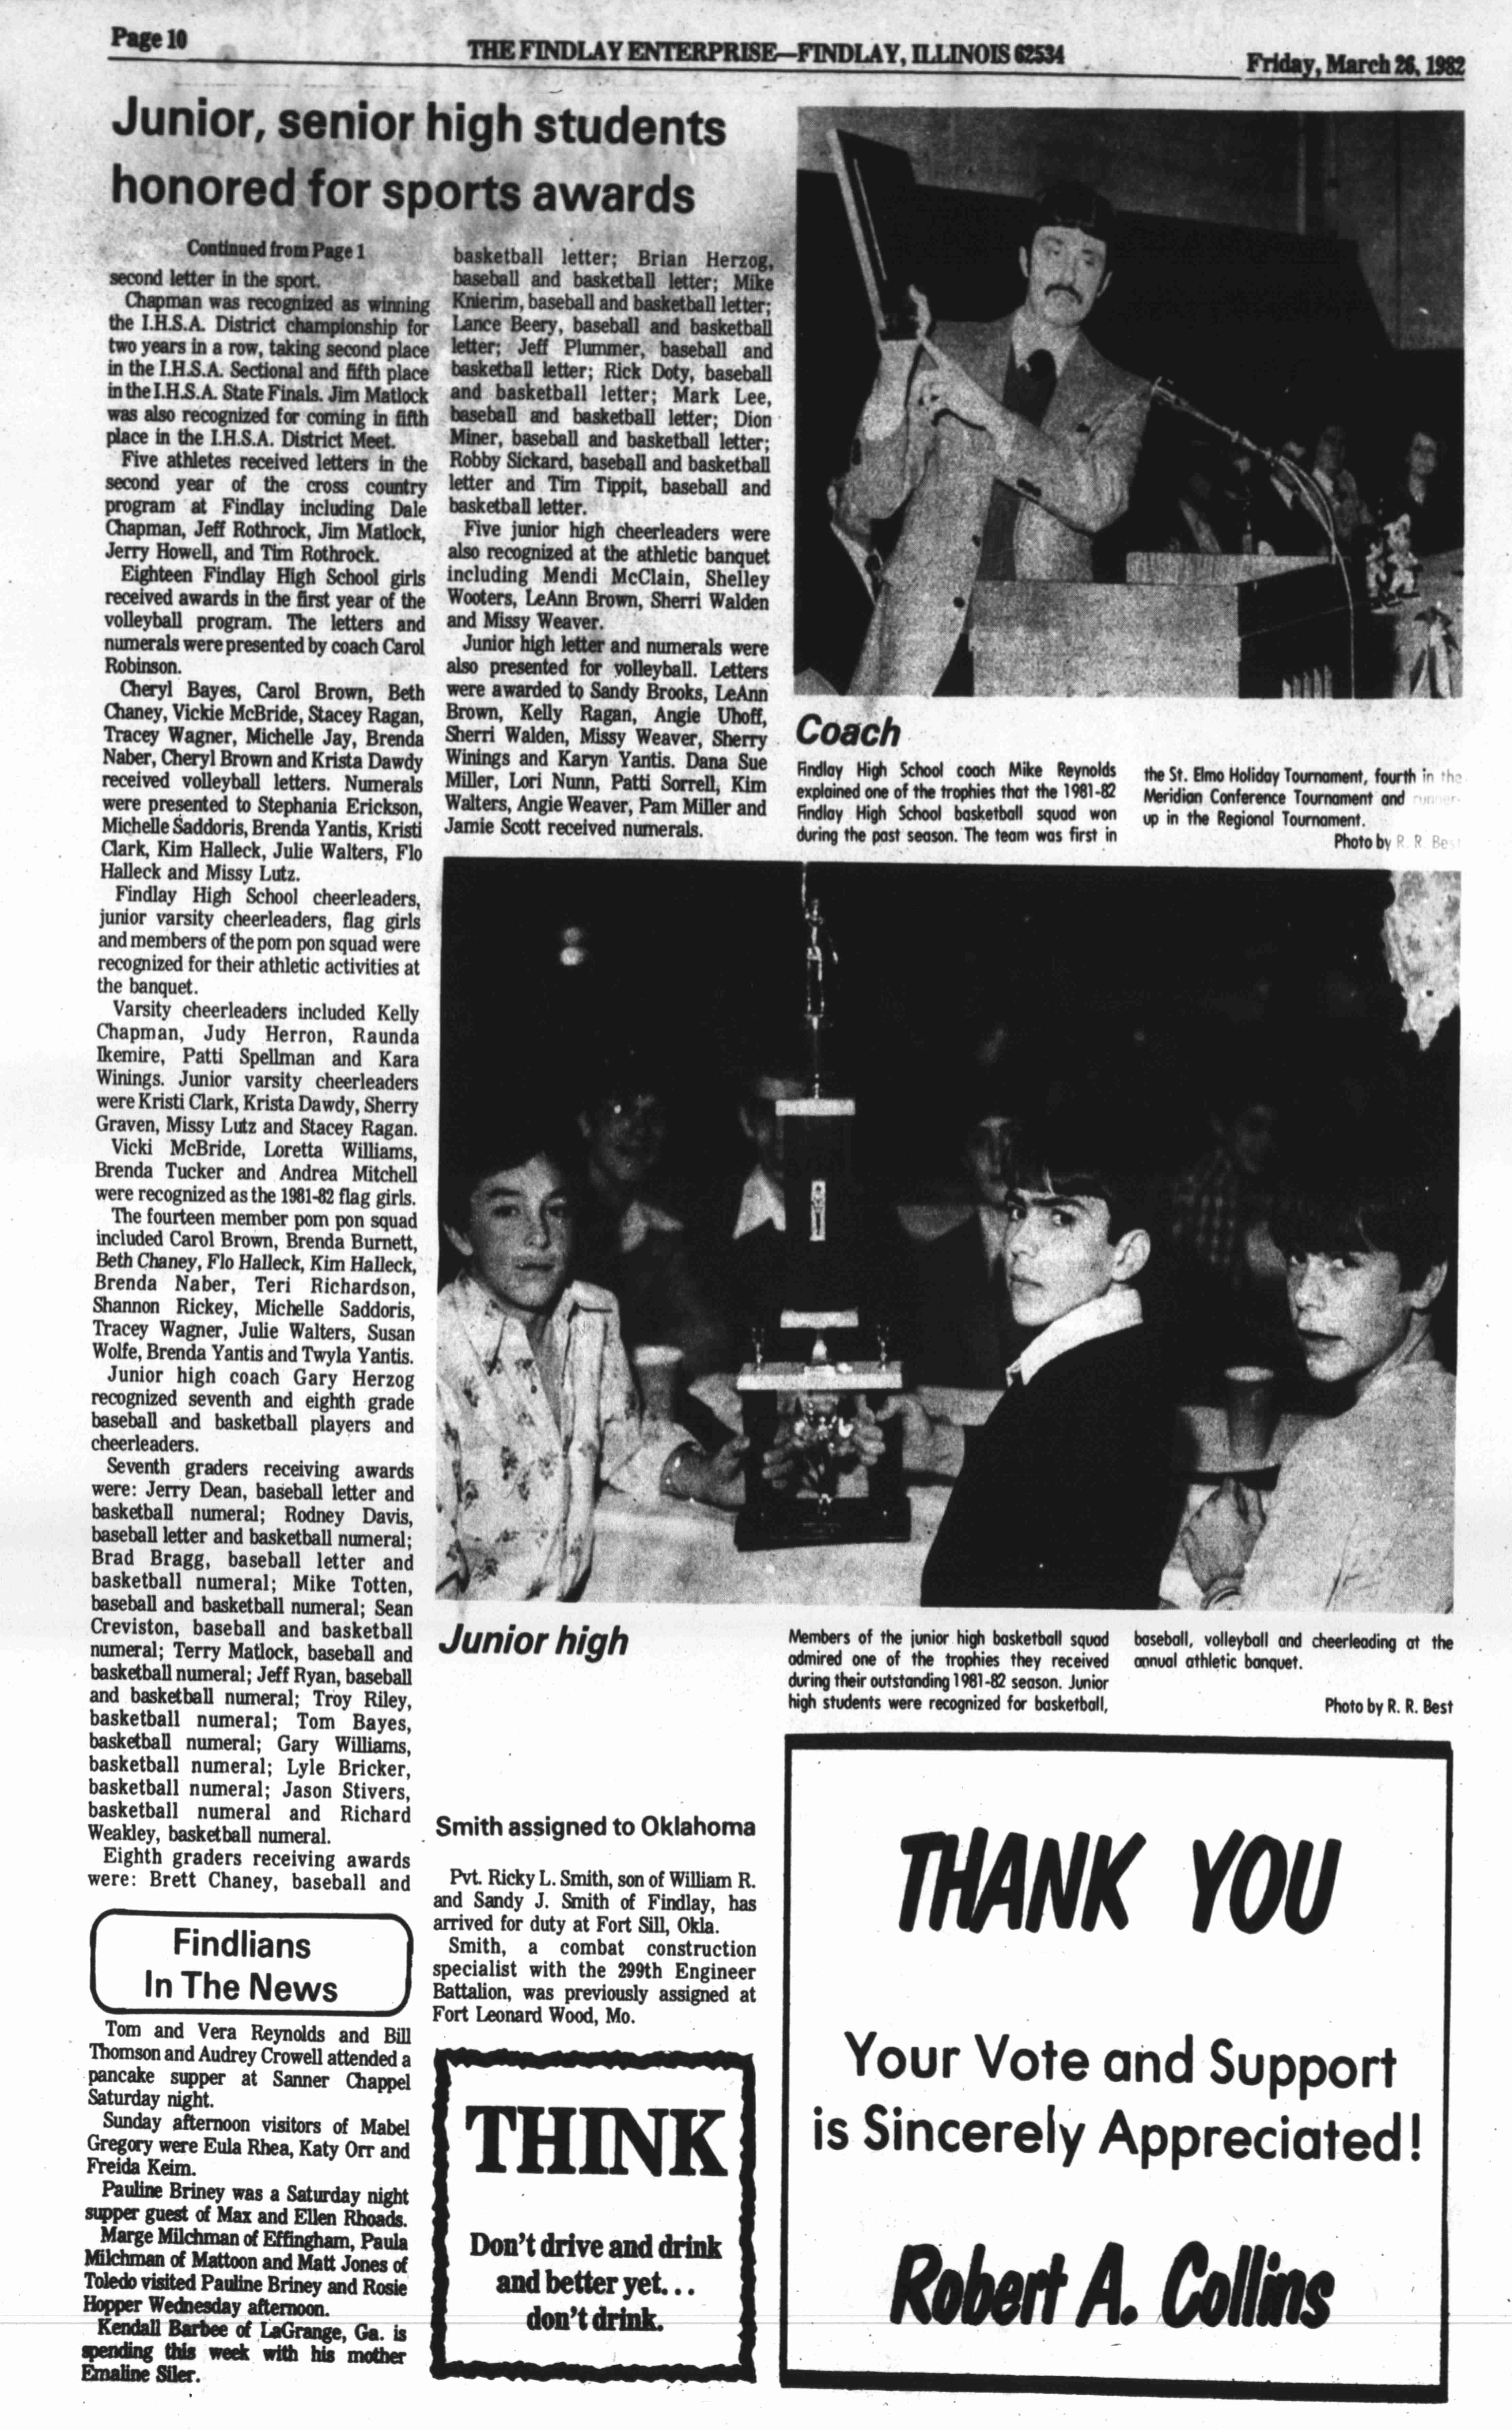 Page 10
THE FINDLAY ENTERPRISE—FINDLAY, ILLINOIS 62534
Friday, March 26, 1982
Junior, senior high students
honored for sports awards
Continued from Page 1
second letter in the sport.
Chapman was recognized as winning
the I.H.S.A. District championship for
two years in a row, taking second place
in the I.H.S.A. Sectional and fifth place
in the I.H.S.A. State Finals. Jim Matlock
was also recognized for coming in fifth
place in the I.H.S.A. District Meet.
Five athletes received letters in the
second year of the cross country
program at Findlay including Dale
Chapman, Jeff Rothrock, Jim Matlock,
Jerry Howell, and Tim Rothrock.
Eighteen Findlay High School girls
received awards in the first year of the
volleyball program. The letters and
numerals were presented by coach Carol
Robinson.
Cheryl Bayes, Carol Brown, Beth
Chaney, Vickie McBride, Stacey Ragan,
Tracey Wagner, Michelle Jay, Brenda
Naber, Cheryl Brown and Krista Dawdy
received volleyball letters. Numerals
were presented to Stephania Erickson,
Michelle Saddoris, Brenda Yantis, Kristi
Clark, Kim Halleck, Julie Walters, Flo
Halleck and Missy Lutz.
Findlay High School cheerleaders,
junior varsity cheerleaders, flag girls
and members of the pom pon squad were
recognized for their athletic activities at
the banquet.
Varsity cheerleaders included Kelly
Chapman, Judy Herron, Raunda
Ikemire, Patti Spellman and Kara
Winings. Junior varsity cheerleaders
were Kristi Clark, Krista Dawdy, Sherry
Graven, Missy Lutz and Stacey Ragan.
Vicki McBride, Loretta Williams,
Brenda Tucker and Andrea Mitchell
were recognized as the 1981-82 flag girls.
The fourteen member pom pon squad
included Carol Brown, Brenda Burnett,
Beth Chaney, Flo Halleck, Kim Halleck,
Brenda Naber, Teri Richardson,
Shannon Rickey, Michelle Saddoris,
Tracey Wagner, Julie Walters, Susan
Wolfe, Brenda Yantis and Twyla Yantis.
Junior high coach Gary Herzog
recognized seventh and eighth grade
baseball and basketball players and
cheerleaders.
Seventh graders receiving awards
were: Jerry Dean, baseball letter and
basketball numeral; Rodney Davis,
baseball letter and basketball numeral;
Brad Bragg, baseball letter and
basketball numeral; Mike Totten,
baseball and basketball numeral; Sean
Creviston, baseball and basketball
numeral; Terry Matlock, baseball and
basketball numeral; Jeff Ryan, baseball
and basketball numeral; Troy Riley,
basketball numeral; Tom Bayes,
basketball numeral; Gary Williams,
basketball numeral; Lyle Bricker,
basketball numeral; Jason Stivers,
basketball numeral and Richard
Weakley, basketball numeral.
Eighth graders receiving awards
were: Brett Chaney, baseball and
basketball letter; Brian Herzog,
baseball and basketball letter; Mike
Knierim, baseball and basketball letter;
Lance Beery, baseball and basketball
letter; Jeff Plummer, baseball and
basketball letter; Rick Doty, baseball
and basketball letter; Mark Lee,
baseball and basketball letter; Dion
Miner, baseball and basketball letter;
Robby Sickard, baseball and basketball
letter and Tim Tippit, baseball and
basketball letter.
Five junior high cheerleaders were
also recognized at the athletic banquet
including Mendi McClain, Shelley
Wooters, LeAnn Brown, Sherri Walden
and Missy Weaver.
Junior high letter and numerals were
also presented for volleyball. Letters
were awarded to Sandy Brooks, LeAnn
Brown, Kelly Ragan, Angie Uhoff,
Sherri Walden, Missy Weaver, Sherry
Winings and Karyn Yantis. Dana Sue
Miller, Lori Nunn, Patti Sorrell, Kim
Walters, Angie Weaver, Pam Miller and
Jamie Scott received numerals.
Coach
Findlay High School coach Mike Reynolds
explained one of the trophies that the 1981-82
Findlay High School basketball squad won
during the past season. The team was first in
the St. Elmo Holiday Tournament, fourth in the
Meridian Conference Tournament and runner-
up in the Regional Tournament.
Photo by R. R. Best
Junior high
Members of the junior high basketball squad
admired one of the trophies they received
during their outstanding 1981-82 season. Junior
high students were recognized for basketball,
baseball, volleyball and cheerleading at the
annual athletic banquet.
Photo by R. R. Best
Findlians
In The News
Tom and Vera Reynolds and Bill
Thomson and Audrey Crowell attended a
pancake supper at Sanner Chappel
Saturday night.
Sunday afternoon visitors of Mabel
Gregory were Eula Rhea, Katy Orr and
Freida Keim.
Pauline Briney was a Saturday night
supper guest of Max and Ellen Rhoads.
Marge Milchman of Effingham, Paula
Milchman of Mattoon and Matt Jones of
Toledo visited Pauline Briney and Rosie
Hopper Wednesday afternoon.
Kendall Barbee of LaGrange, Ga. is
spending this week with his mother
Emaline Siler.
Smith assigned to Oklahoma
Pvt. Ricky L. Smith, son of William R.
and Sandy J. Smith of Findlay, has
arrived for duty at Fort Sill, Okla.
Smith, a combat construction
specialist with the 299th Engineer
Battalion, was previously assigned at
Fort Leonard Wood, Mo.
THINK
Don't drive and drink
and better yet...
don't drink.
THANK YOU
Your Vote and Support
is Sincerely Appreciated!
Robert A. Collins